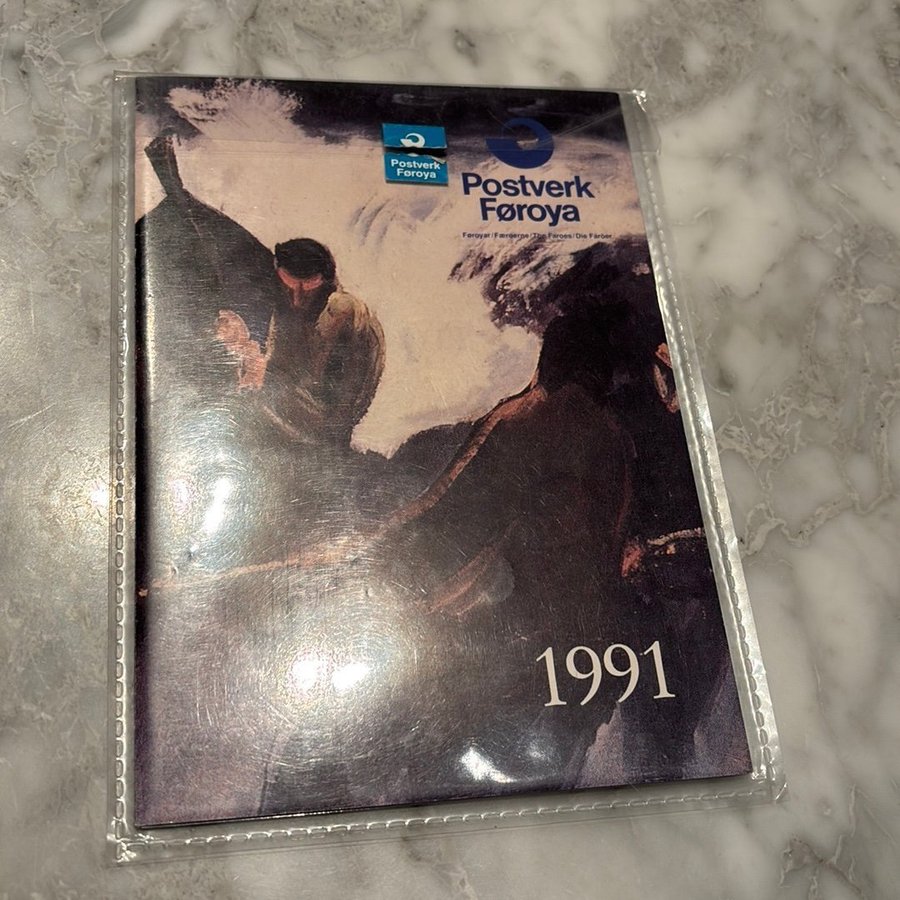 Postverk
Føroya
Postverk
Føroya
Føroyar/Færøerne/The Faroes/Die Färöer
1991